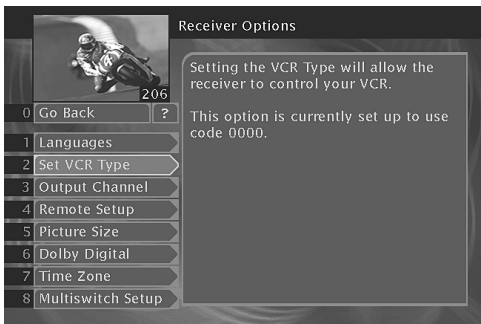 Receiver Options
206
0 Go Back ?
1 Languages
2 Set VCR Type
3 Output Channel
4 Remote Setup
5 Picture Size
6 Dolby Digital
7 Time Zone
8 Multiswitch Setup
Setting the VCR Type will allow the
receiver to control your VCR.
This option is currently set up to use
code 0000.